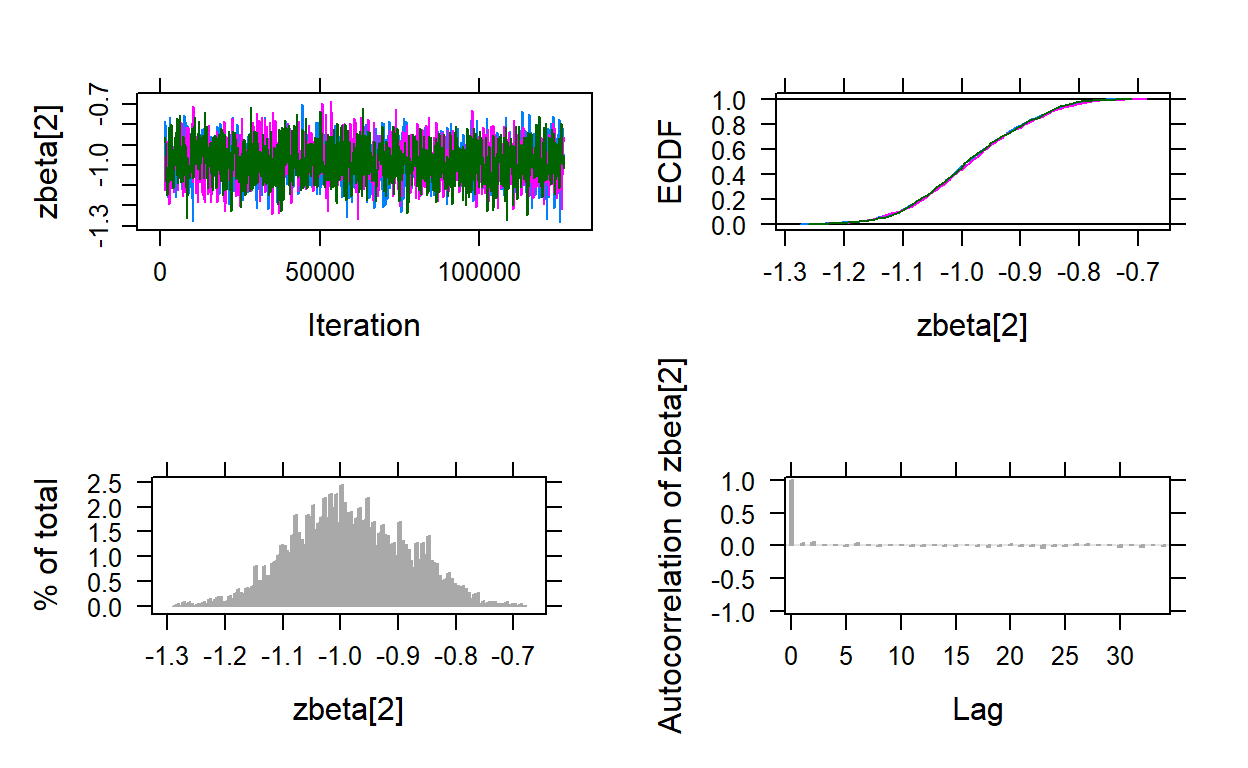 zbeta[2]
-0.7
-1.0
-1.3
0 50000 100000
Iteration
ECDF
1.0
0.8
0.6
0.4
0.2
0.0
-1.3 -1.2 -1.1 -1.0 -0.9 -0.8 -0.7
zbeta[2]
% of total
2.5
2.0
1.5
1.0
0.5
0.0
-1.3 -1.2 -1.1 -1.0 -0.9 -0.8 -0.7
zbeta[2]
Autocorrelation of zbeta[2]
1.0
0.5
0.0
-0.5
-1.0
0 5 10 15 20 25 30
Lag